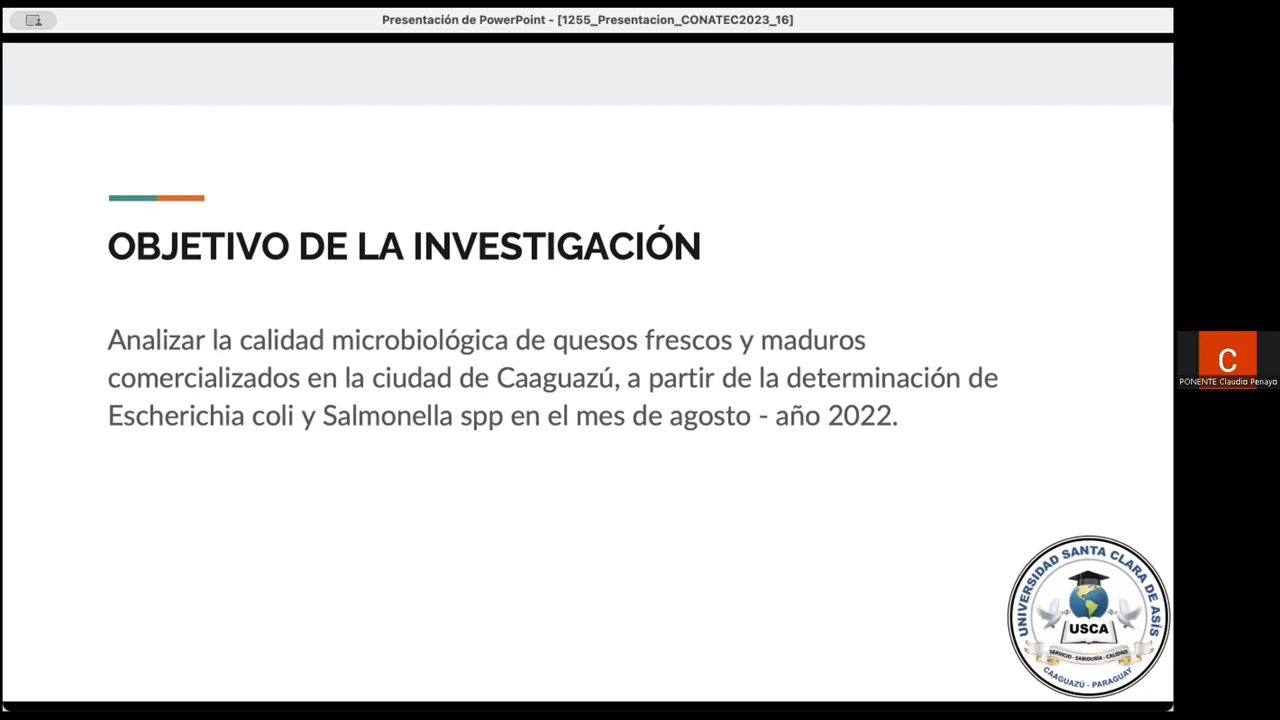 Presentación de PowerPoint - [1255_Presentacion_CONATEC2023_16]
OBJETIVO DE LA INVESTIGACIÓN
Analizar la calidad microbiológica de quesos frescos y maduros
comercializados en la ciudad de Caaguazú, a partir de la determinación de
Escherichia coli y Salmonella spp en el mes de agosto - año 2022.
C
PONENTE Claudio Penayo
UNIVERSIDAD SANTA CLARA DE ASÍS
USCA
SERVICIO - SABIDURÍA - CALIDAD
CAAGUAZÚ - PARAGUAY